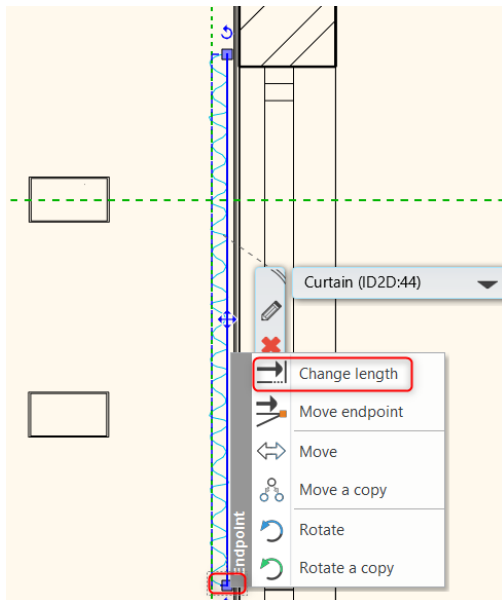 Curtain (ID2D:44)
Change length
Move endpoint
Move
Move a copy
Rotate
Rotate a copy
Endpoint